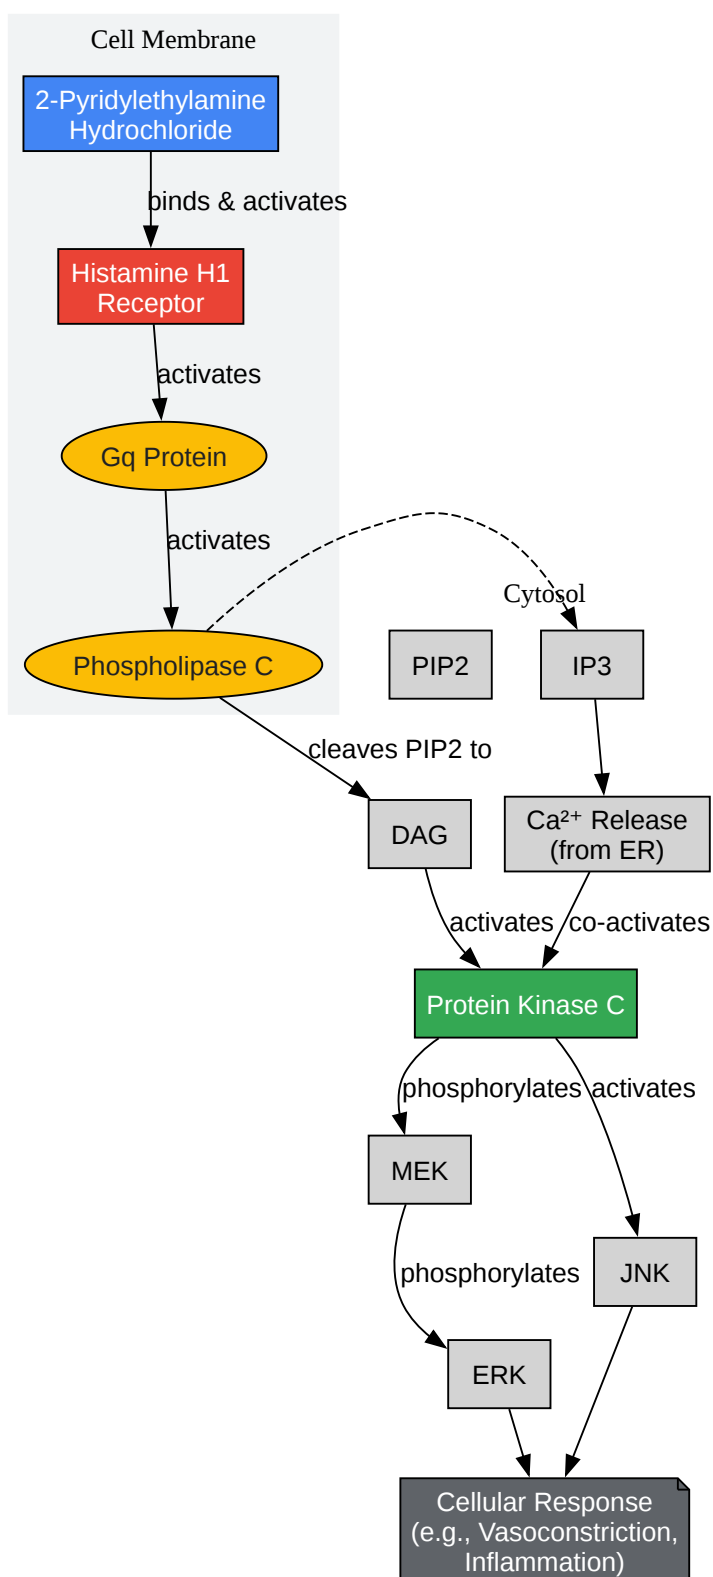 Cell Membrane
2-Pyridylethylamine
Hydrochloride
binds & activates
Histamine H1
Receptor
activates
Gq Protein
activates
Cytosol
Phospholipase C
PIP2
IP3
cleaves PIP2 to
DAG
Ca²⁺ Release
(from ER)
activates
co-activates
Protein Kinase C
phosphorylates
activates
MEK
phosphorylates
JNK
ERK
Cellular Response
(e.g., Vasoconstriction,
Inflammation)